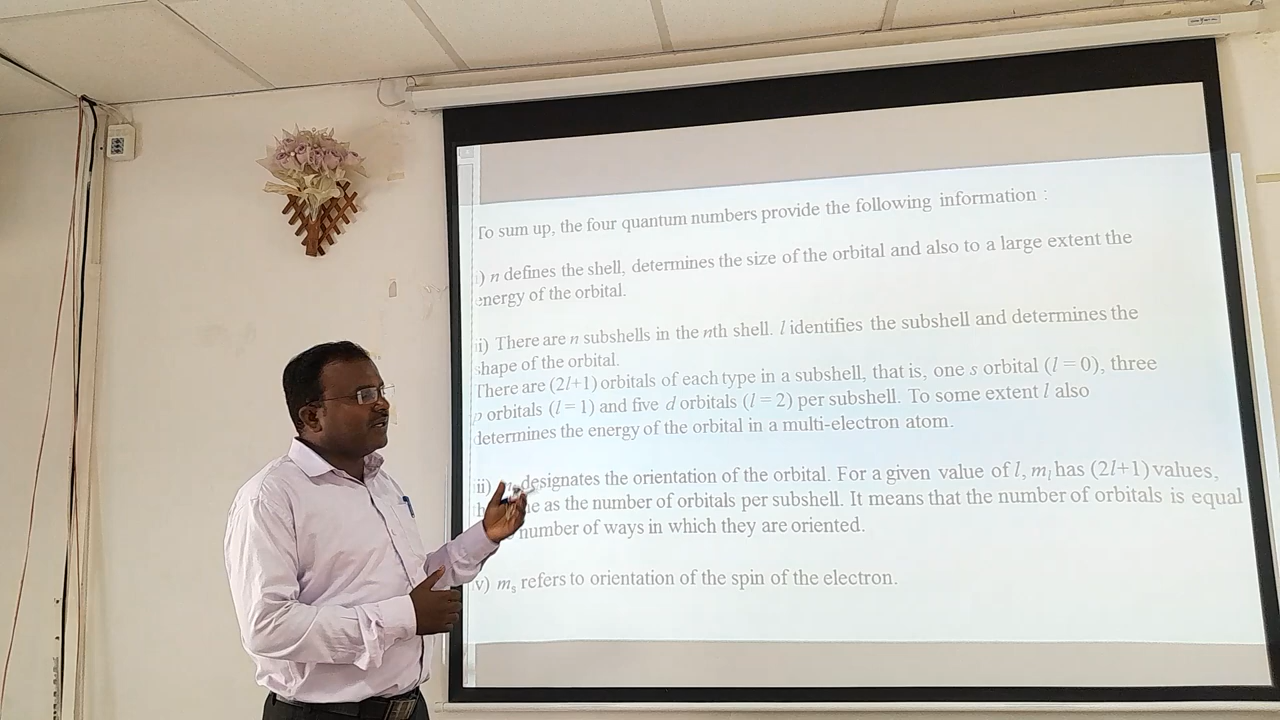 To sum up, the four quantum numbers provide the following information :
i) n defines the shell, determines the size of the orbital and also to a large extent the
energy of the orbital.
ii) There are n subshells in the nth shell. l identifies the subshell and determines the
shape of the orbital.
There are (2l+1) orbitals of each type in a subshell, that is, one s orbital (l = 0), three
p orbitals (l = 1) and five d orbitals (l = 2) per subshell. To some extent l also
determines the energy of the orbital in a multi-electron atom.
ii) designates the orientation of the orbital. For a given value of l, mₗ has (2l+1) values,
as the number of orbitals per subshell. It means that the number of orbitals is equal
number of ways in which they are oriented.
iv) mₛ refers to orientation of the spin of the electron.